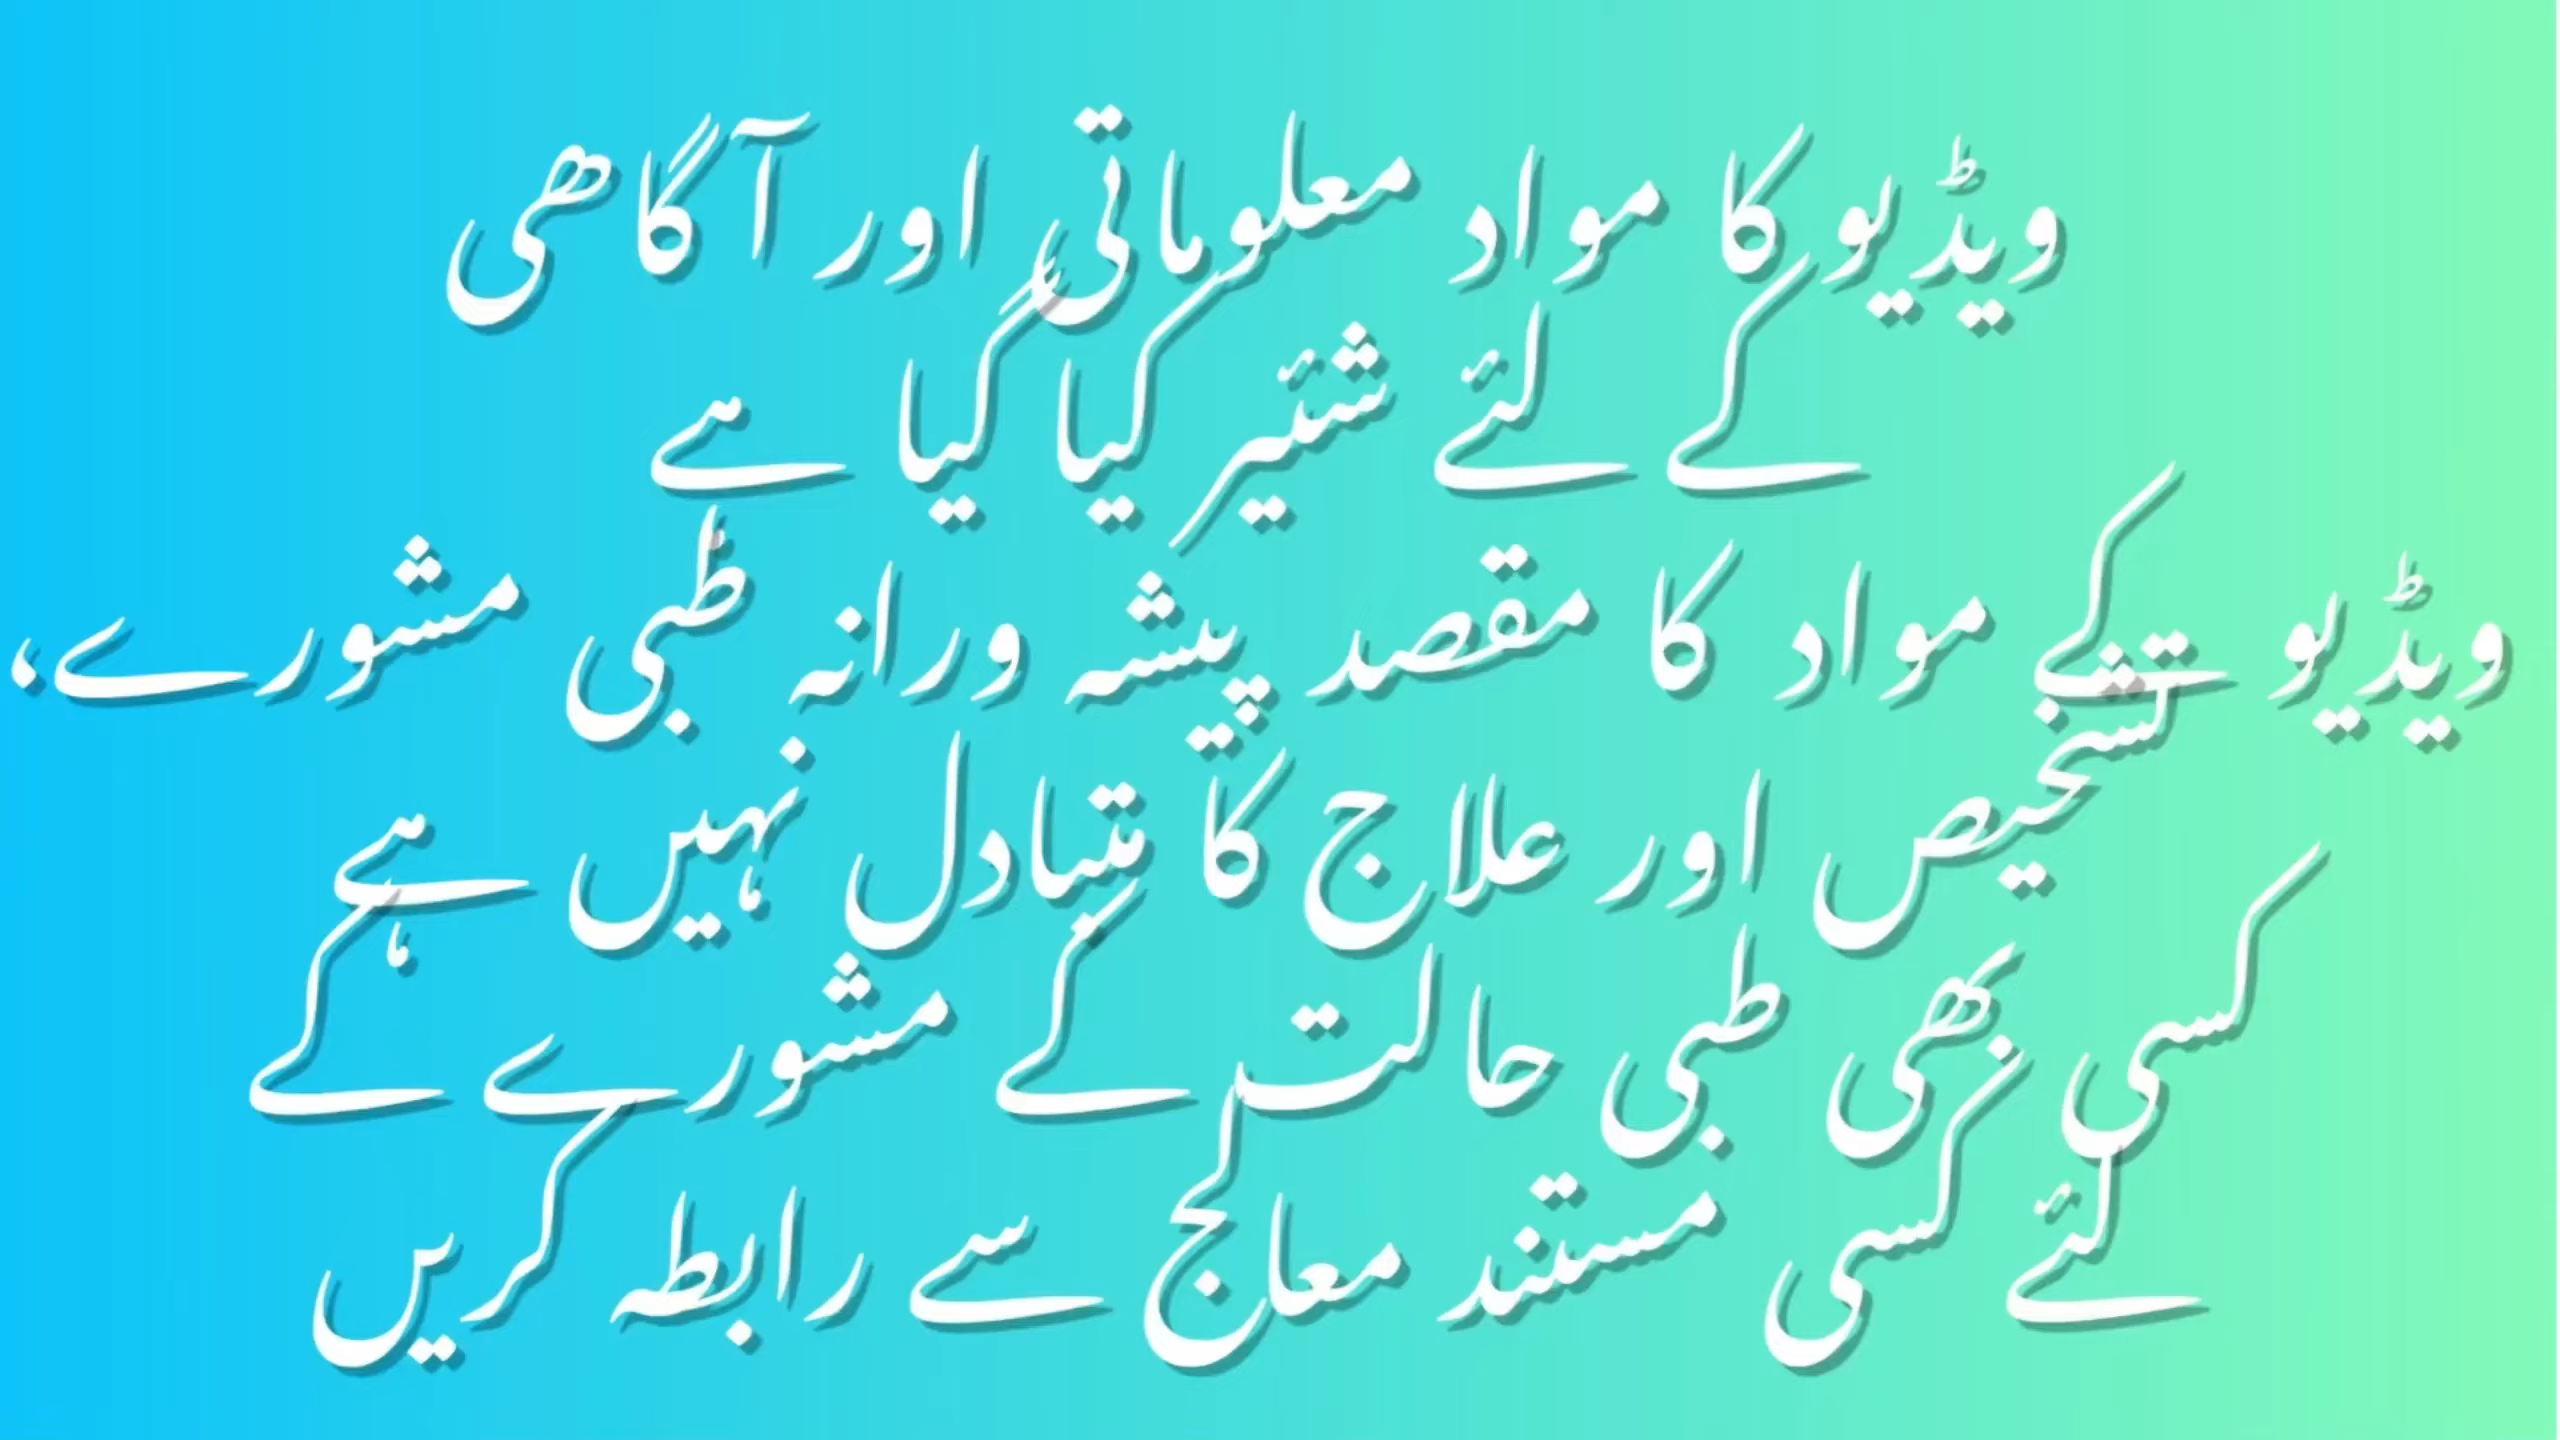 ویڈیو کا مواد معلوماتی اور آگاھی
کے لئے شئیر کیا گیا ہے
ویڈیو کے مواد کا مقصد پیشہ ورانہ طبی مشورے،
تشخیص اور علاج کا متبادل نہیں ہے
کسی بھی طبی حالت کے مشورے کے
لئے کسی مستند معالج سے رابطہ کریں